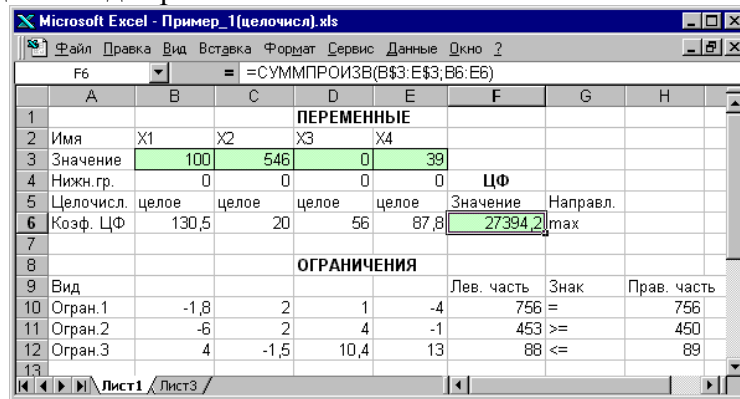 Microsoft Excel - Пример_1(целочисл).xls
Файл Правка Вид Вставка Формат Сервис Данные Окно ?
F6 = =СУММПРОИЗВ(B$3:E$3;B6:E6)
A B C D E F G H
1 ПЕРЕМЕННЫЕ
2 Имя X1 X2 X3 X4
3 Значение 100 546 0 39
4 Нижн.гр. 0 0 0 0 ЦФ
5 Целочисл. целое целое целое целое Значение Направл.
6 Коэф. ЦФ 130,5 20 56 87,8 27394,2 max
7
8 ОГРАНИЧЕНИЯ
9 Вид Лев. часть Знак Прав. часть
10 Огран.1 -1,8 2 1 -4 756 = 756
11 Огран.2 -6 2 4 -1 453 >= 450
12 Огран.3 4 -1,5 10,4 13 88 <= 89
13
Лист1 Лист3